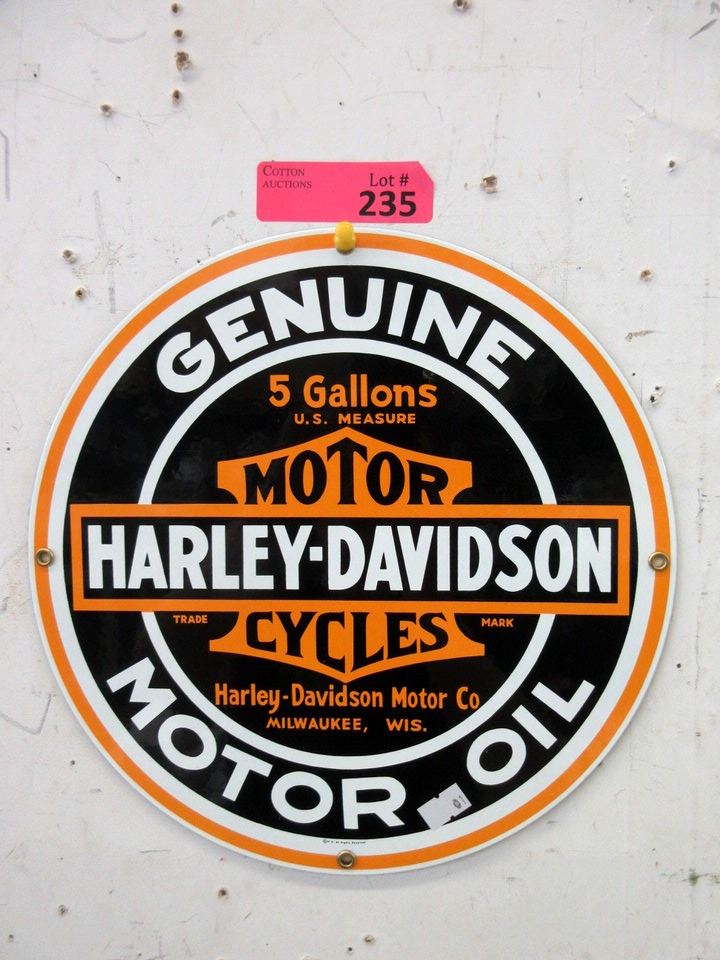 COTTON
AUCTIONS
Lot #
235
GENUINE
5 Gallons
U.S. MEASURE
MOTOR
HARLEY-DAVIDSON
TRADE
MARK
CYCLES
Harley-Davidson Motor Co
MILWAUKEE, WIS.
MOTOR OIL